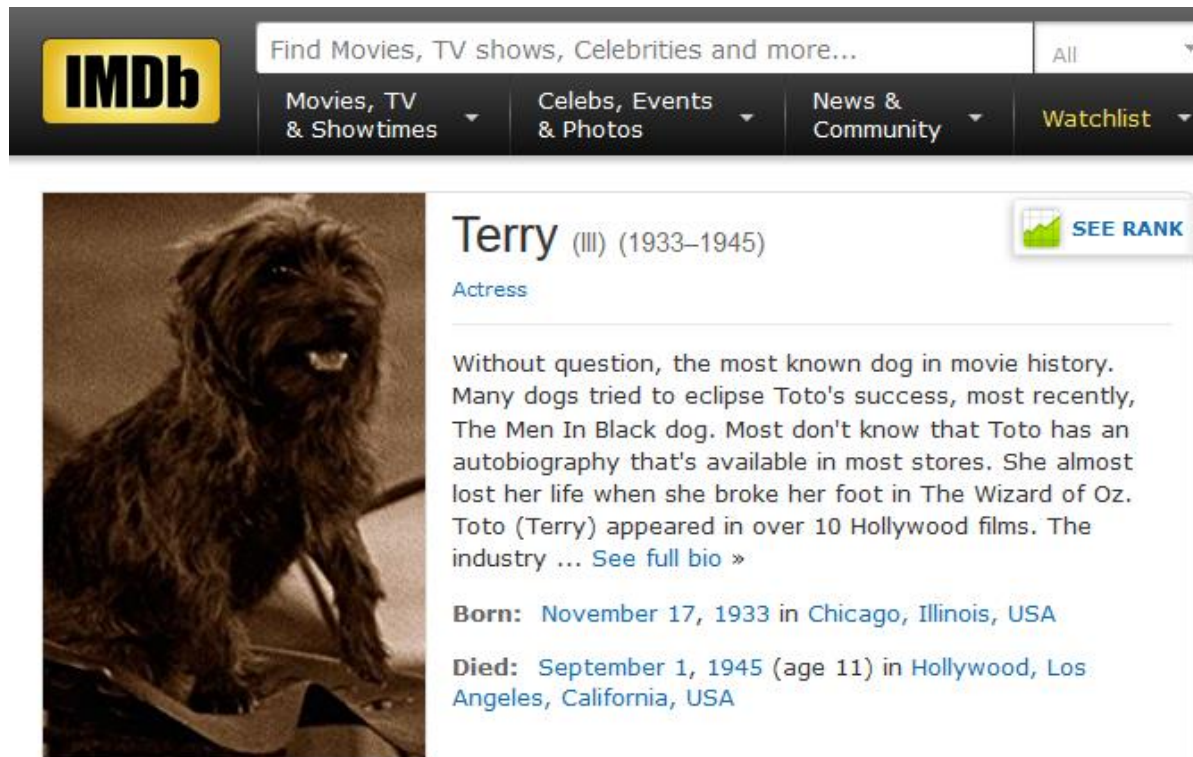 IMDb
Find Movies, TV shows, Celebrities and more...
All
Movies, TV
& Showtimes
Celebs, Events
& Photos
News &
Community
Watchlist
Terry (III) (1933–1945)
SEE RANK
Actress
Without question, the most known dog in movie history.
Many dogs tried to eclipse Toto's success, most recently,
The Men In Black dog. Most don't know that Toto has an
autobiography that's available in most stores. She almost
lost her life when she broke her foot in The Wizard of Oz.
Toto (Terry) appeared in over 10 Hollywood films. The
industry ... See full bio »
Born: November 17, 1933 in Chicago, Illinois, USA
Died: September 1, 1945 (age 11) in Hollywood, Los
Angeles, California, USA